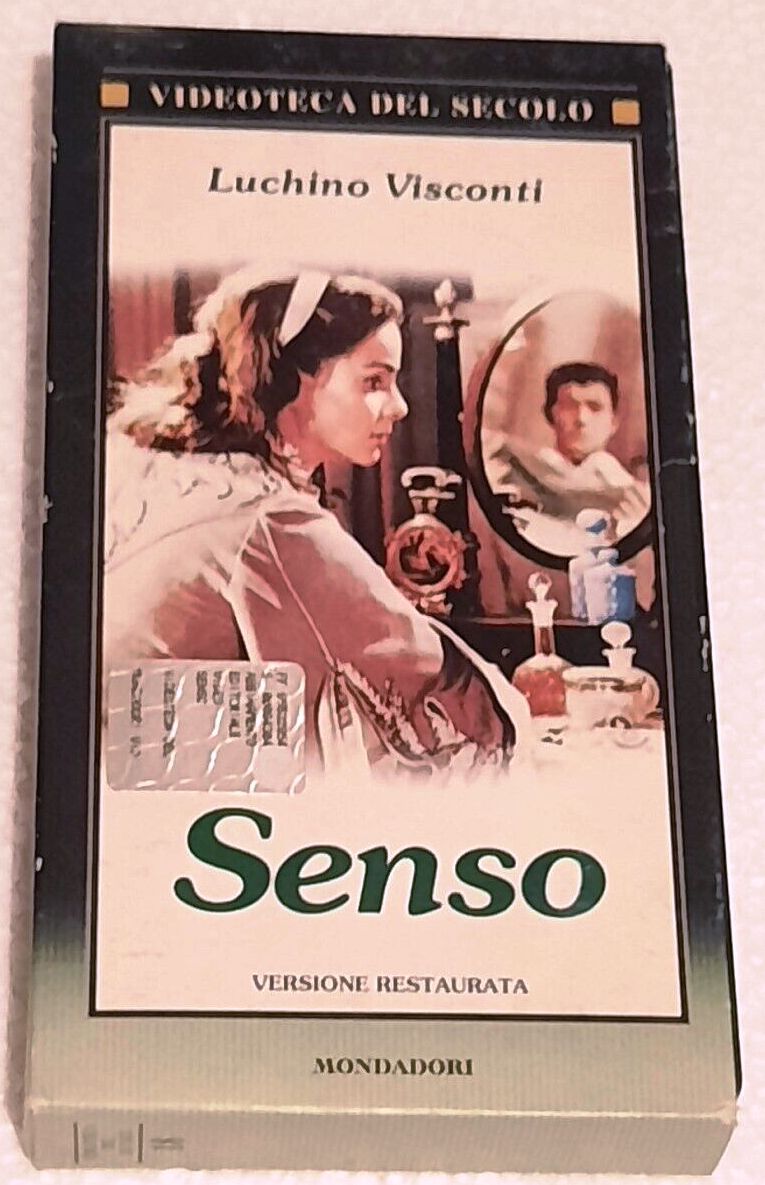 VIDEOTECA DEL SECOLO
Luchino Visconti
Senso
VERSIONE RESTAURATA
MONDADORI